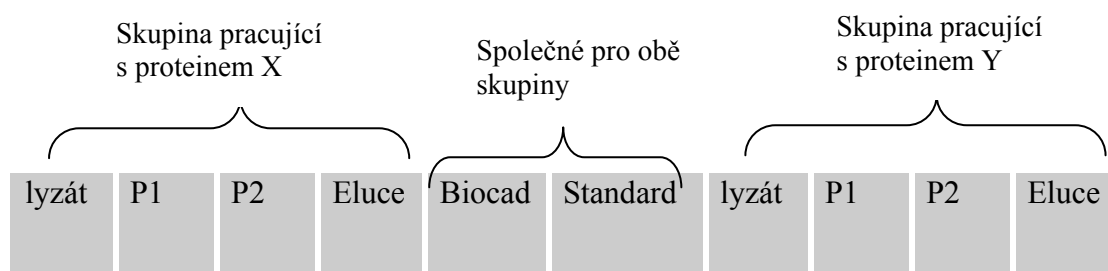 Skupina pracující
s proteinem X
Společné pro obě
skupiny
Skupina pracující
s proteinem Y
lyzát P1 P2 Eluce Biocad Standard lyzát P1 P2 Eluce